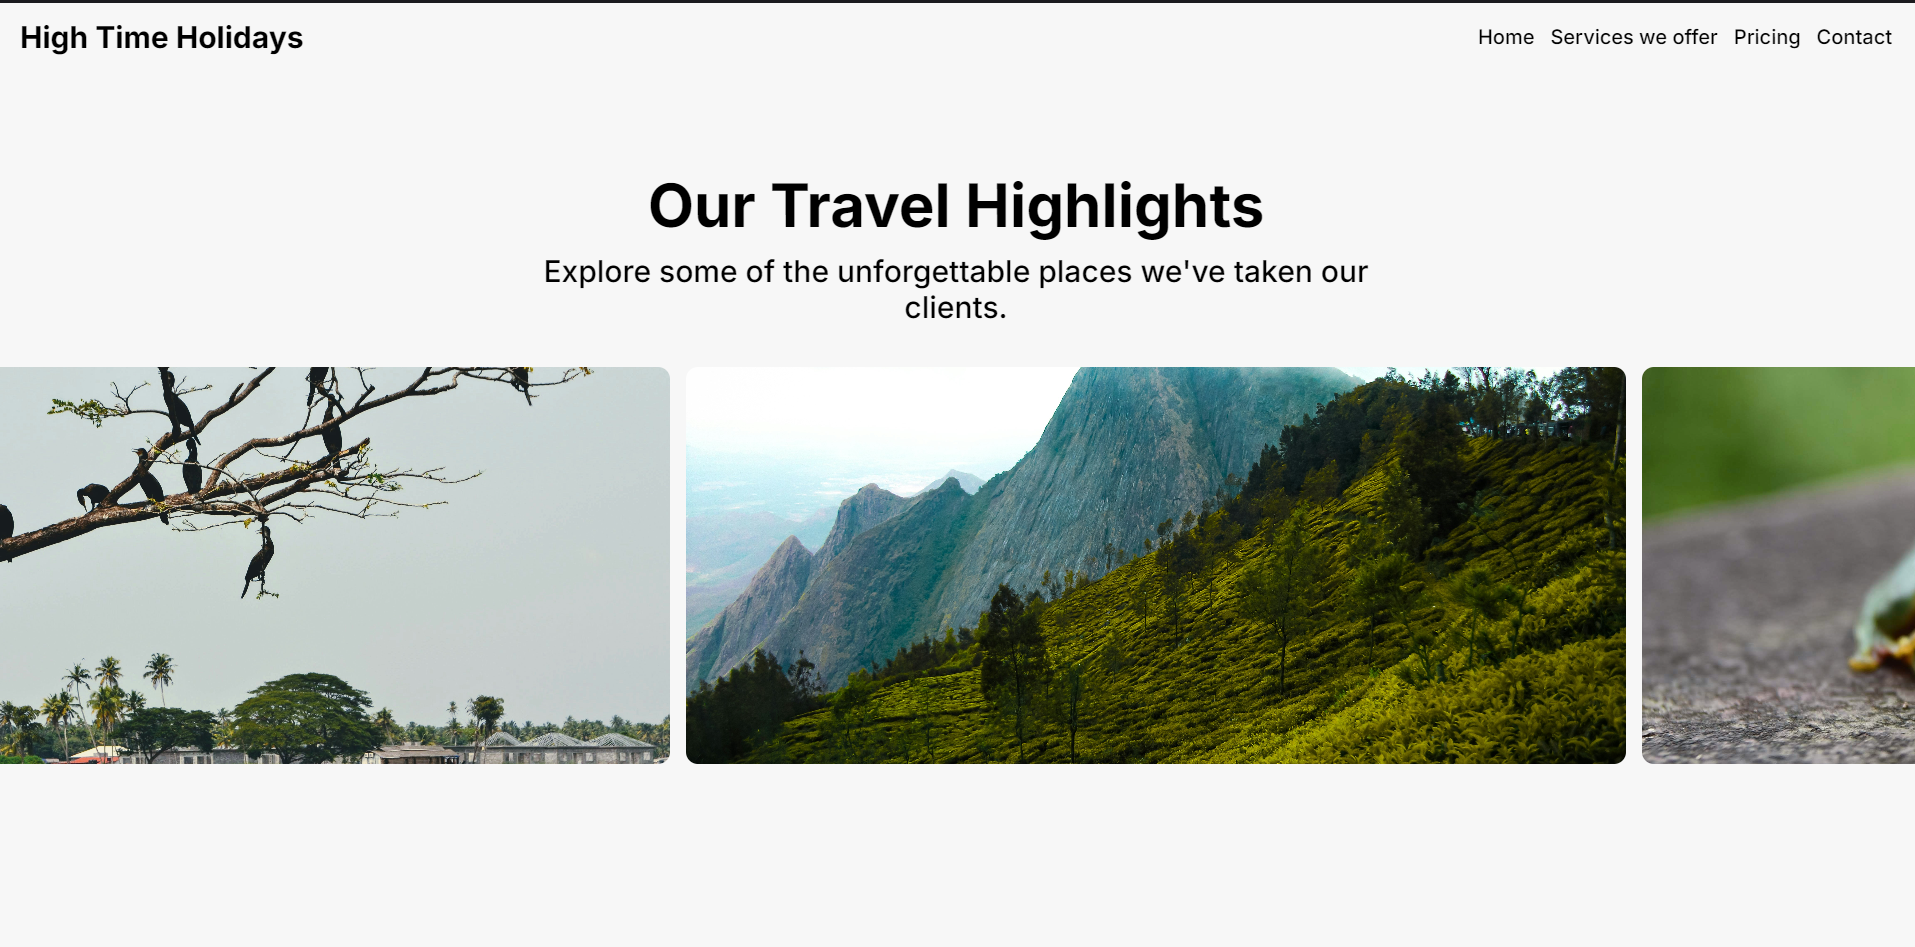 High Time Holidays
Home Services we offer Pricing Contact
Our Travel Highlights
Explore some of the unforgettable places we've taken our
clients.